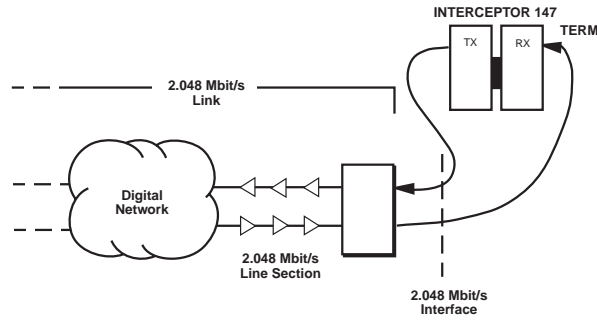 INTERCEPTOR 147
TX
RX
TERM
2.048 Mbit/s
Link
Digital
Network
2.048 Mbit/s
Line Section
2.048 Mbit/s
Interface